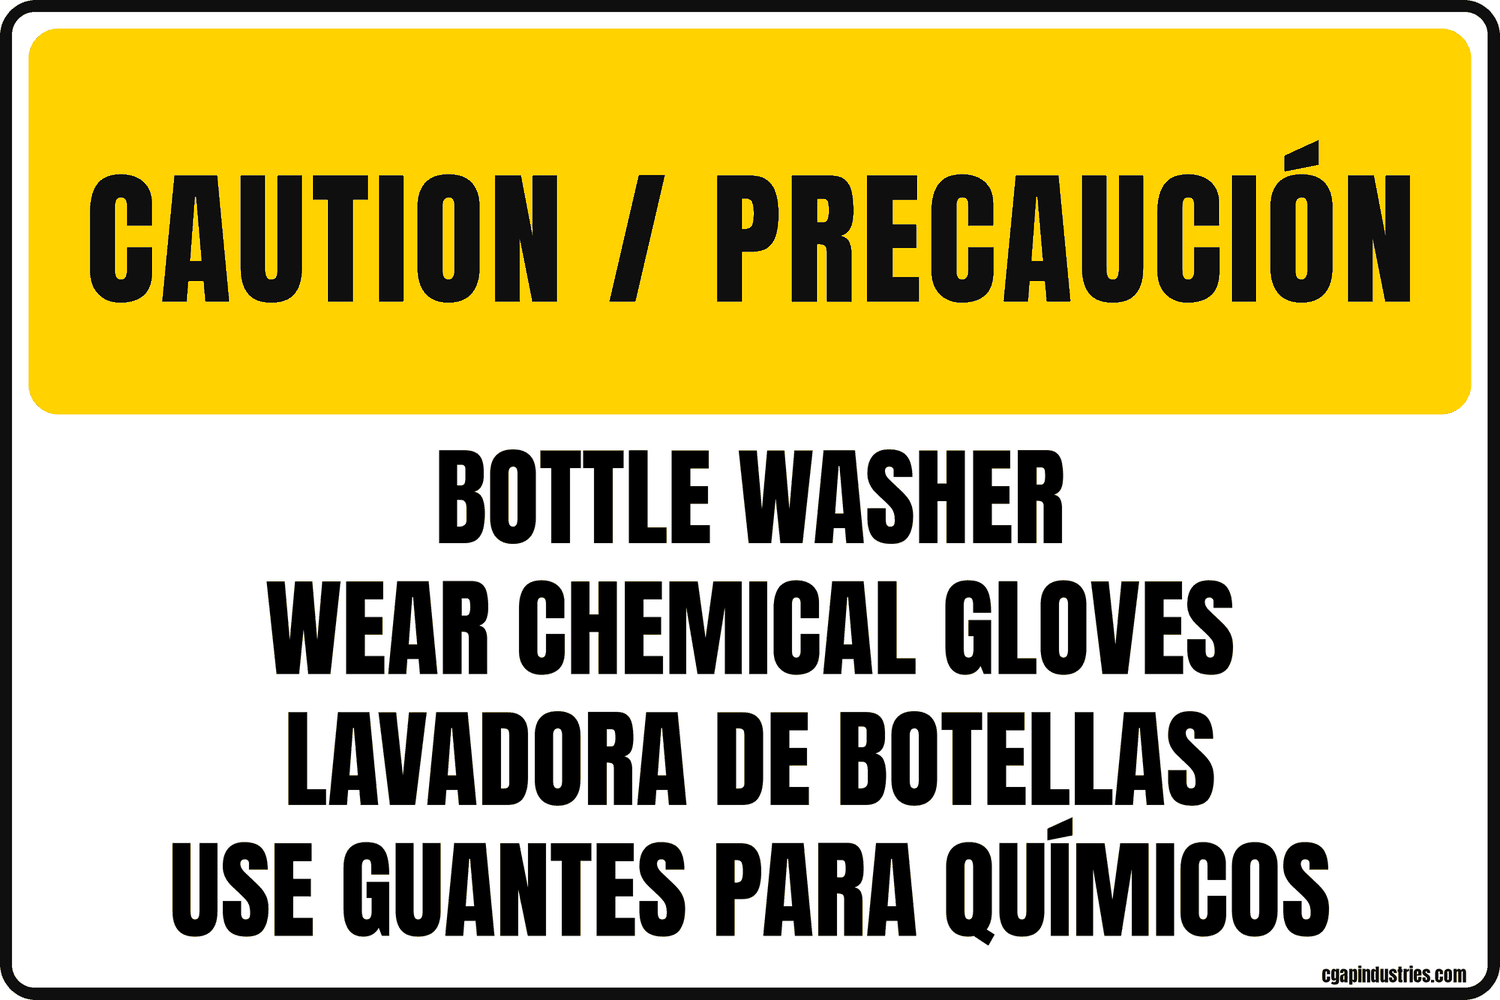 CAUTION / PRECAUCIÓN
BOTTLE WASHER
WEAR CHEMICAL GLOVES
LAVADORA DE BOTELLAS
USE GUANTES PARA QUÍMICOS
cgapindustries.com